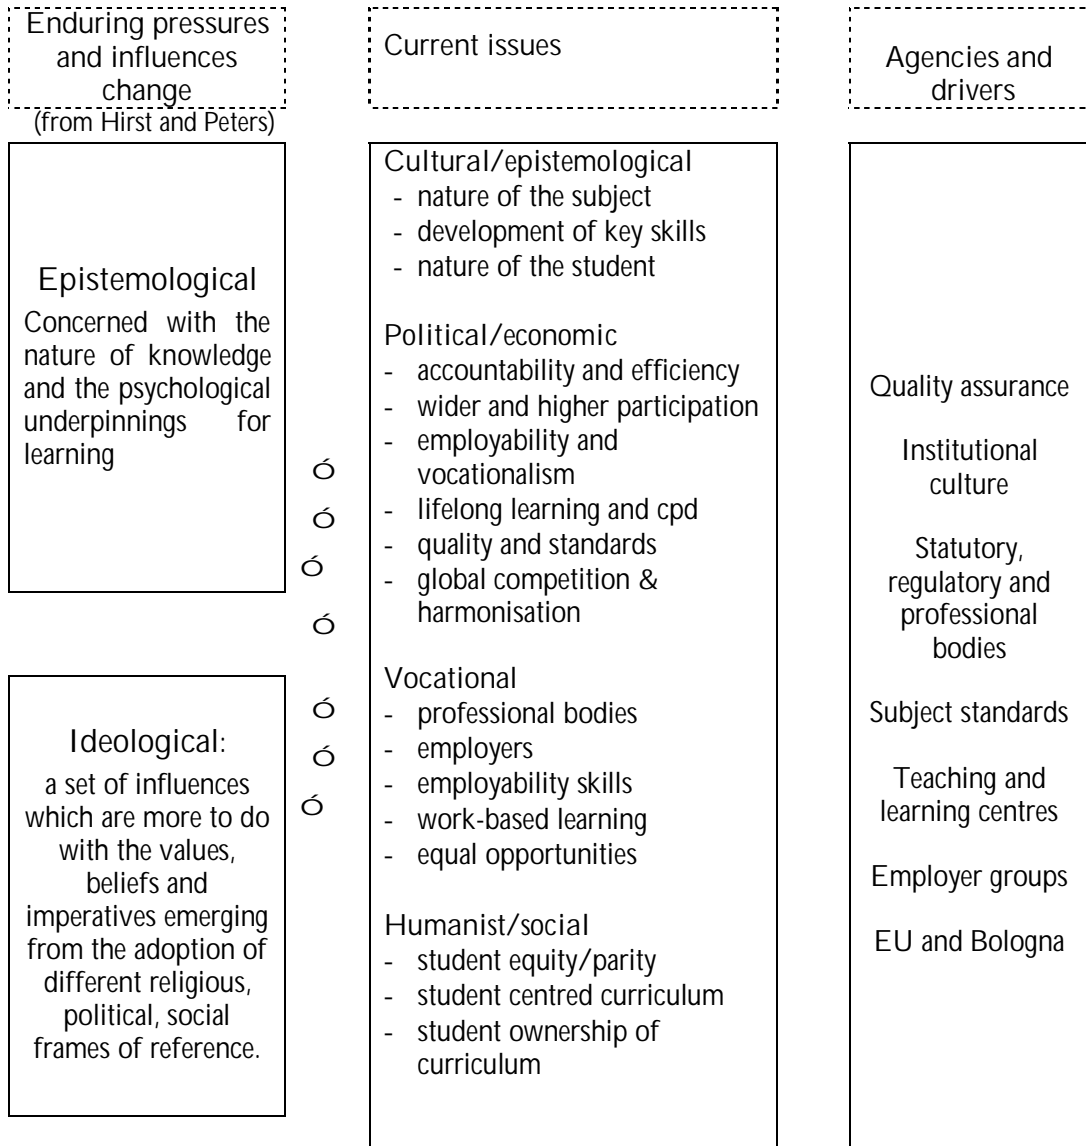 Enduring pressures
and influences
change
(from Hirst and Peters)
Epistemological
Concerned with the
nature of knowledge
and the psychological
underpinnings for
learning
Ideological:
a set of influences
which are more to do
with the values,
beliefs and
imperatives emerging
from the adoption of
different religious,
political, social
frames of reference.
Ó
Ó
Ó
Ó
Ó
Ó
Ó
Current issues
Cultural/epistemological
- nature of the subject
- development of key skills
- nature of the student
Political/economic
- accountability and efficiency
- wider and higher participation
- employability and
vocationalism
- lifelong learning and cpd
- quality and standards
- global competition &
harmonisation
Vocational
- professional bodies
- employers
- employability skills
- work-based learning
- equal opportunities
Humanist/social
- student equity/parity
- student centred curriculum
- student ownership of
curriculum
Agencies and
drivers
Quality assurance
Institutional
culture
Statutory,
regulatory and
professional
bodies
Subject standards
Teaching and
learning centres
Employer groups
EU and Bologna